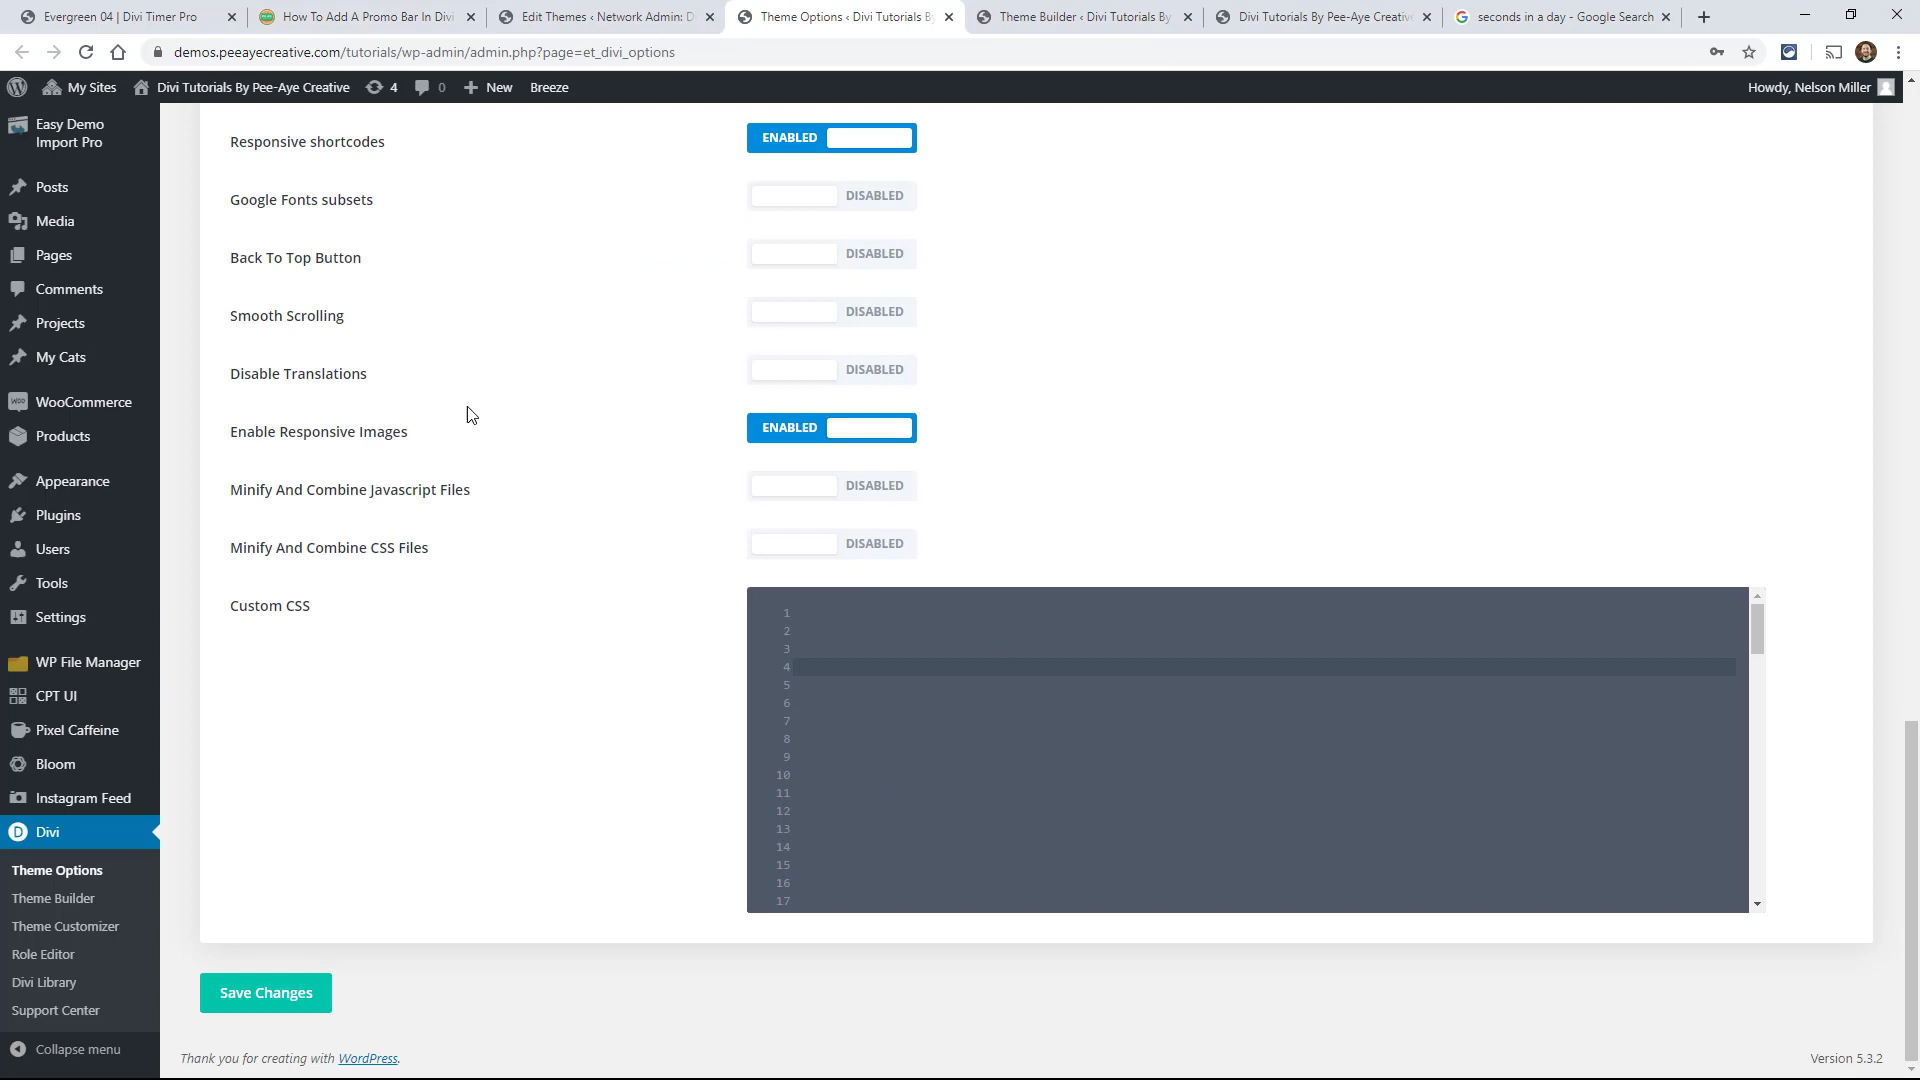 Evergreen 04 | Divi Timer Pro
How To Add A Promo Bar In Divi
Edit Themes ‹ Network Admin: D
Theme Options ‹ Divi Tutorials By
Theme Builder ‹ Divi Tutorials By
Divi Tutorials By Pee-Aye Creative
seconds in a day - Google Search
demos.peeayecreative.com/tutorials/wp-admin/admin.php?page=et_divi_options
My Sites
Divi Tutorials By Pee-Aye Creative
4
0
New
Breeze
Howdy, Nelson Miller
Easy Demo
Import Pro
Posts
Media
Pages
Comments
Projects
My Cats
WooCommerce
Products
Appearance
Plugins
Users
Tools
Settings
WP File Manager
CPT UI
Pixel Caffeine
Bloom
Instagram Feed
Divi
Theme Options
Theme Builder
Theme Customizer
Role Editor
Divi Library
Support Center
Collapse menu
Responsive shortcodes
ENABLED
Google Fonts subsets
DISABLED
Back To Top Button
DISABLED
Smooth Scrolling
DISABLED
Disable Translations
DISABLED
Enable Responsive Images
ENABLED
Minify And Combine Javascript Files
DISABLED
Minify And Combine CSS Files
DISABLED
Custom CSS
1
2
3
4
5
6
7
8
9
10
11
12
13
14
15
16
17
Save Changes
Thank you for creating with WordPress.
Version 5.3.2